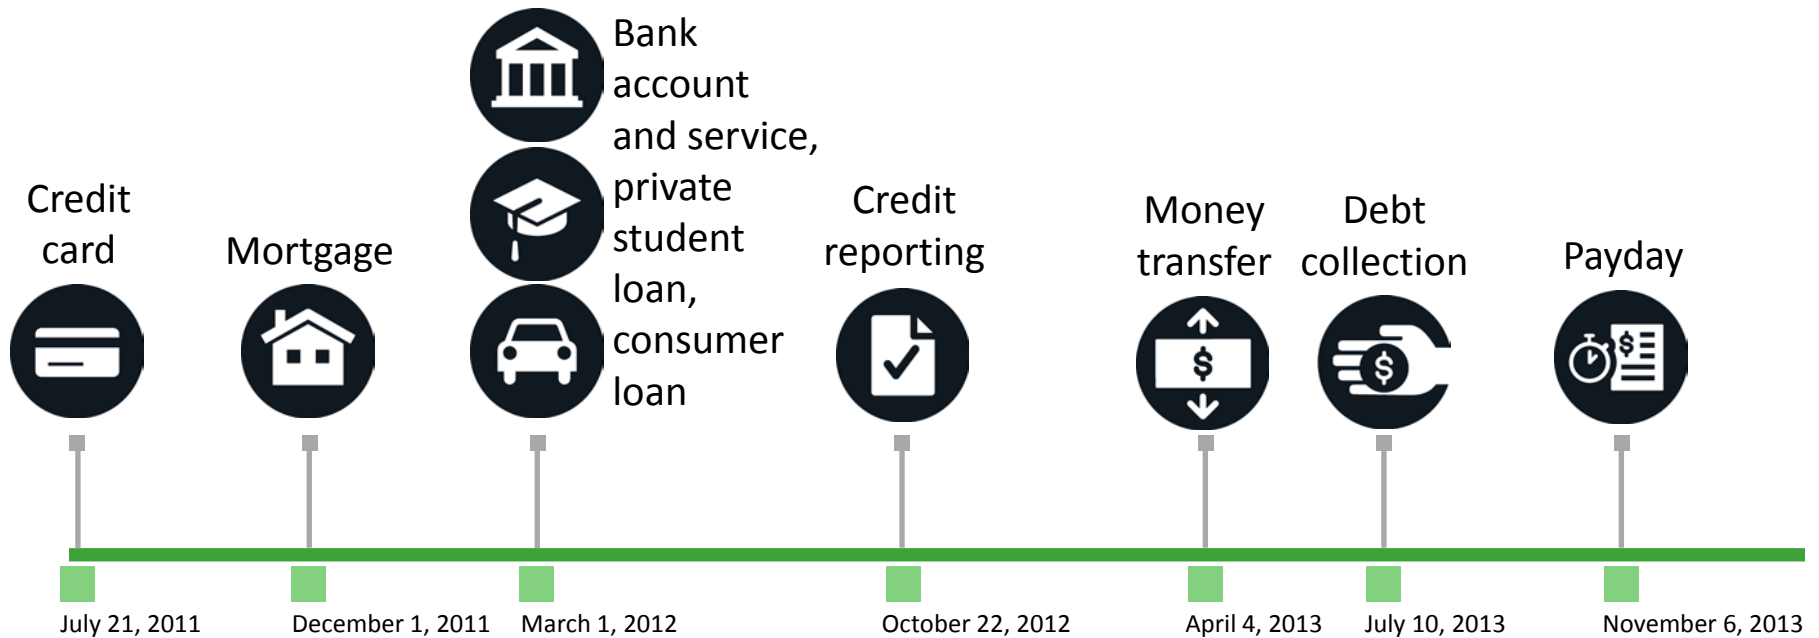 Credit
card
Mortgage
Bank
account
and service,
private
student
loan,
consumer
loan
Credit
reporting
Money
transfer
$
Debt
collection
$
Payday
$
July 21, 2011
December 1, 2011
March 1, 2012
October 22, 2012
April 4, 2013
July 10, 2013
November 6, 2013